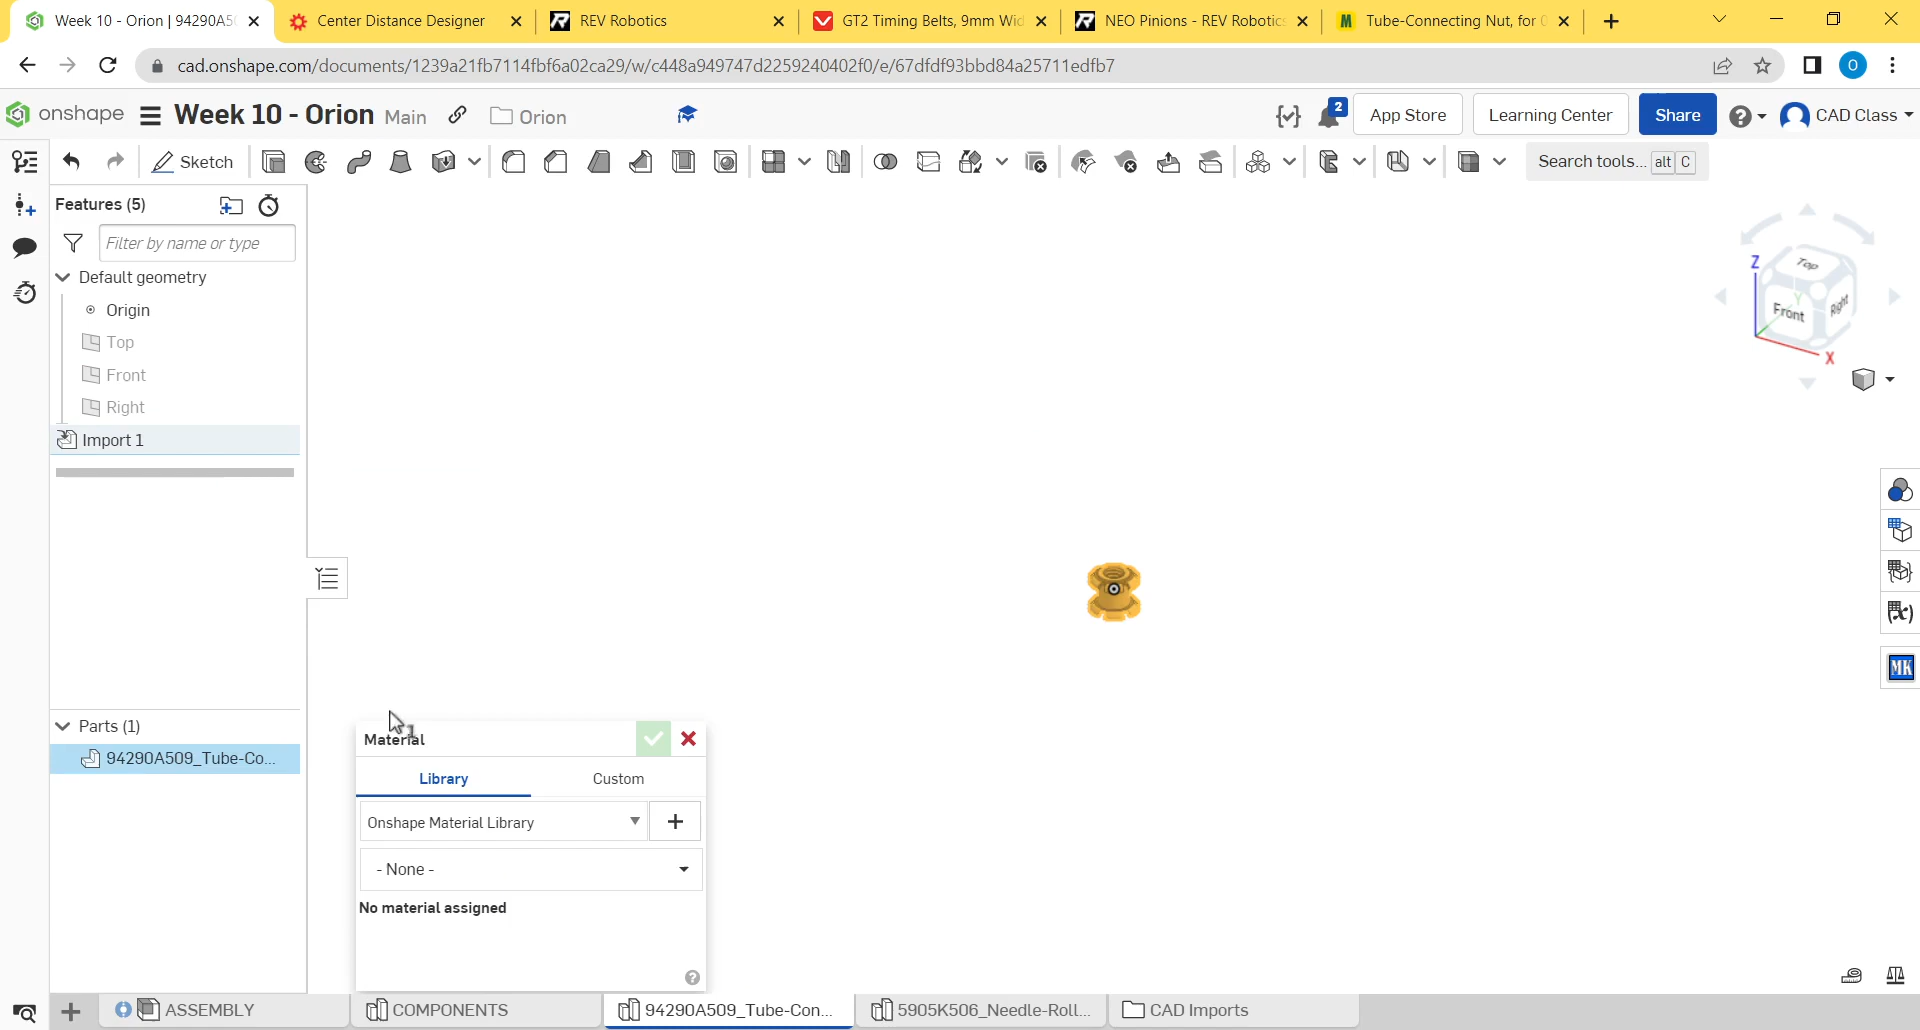 Week 10 - Orion | 94290A5
Center Distance Designer
REV Robotics
GT2 Timing Belts, 9mm Wid
NEO Pinions - REV Robotics
Tube-Connecting Nut, for 0
cad.onshape.com/documents/1239a21fb7114fbf6a02ca29/w/c448a949747d2259240402f0/e/67dfdf93bbd84a25711edfb7
O
onshape
Week 10 - Orion
Main
Orion
2
App Store
Learning Center
Share
CAD Class
Sketch
Search tools...
alt
C
Features (5)
Filter by name or type
Default geometry
Origin
Top
Front
Right
Import 1
Z
Top
Y
Front
Right
X
MK
Parts (1)
94290A509_Tube-Co...
Material
Library
Custom
Onshape Material Library
- None -
No material assigned
ASSEMBLY
COMPONENTS
94290A509_Tube-Con...
5905K506_Needle-Roll...
CAD Imports